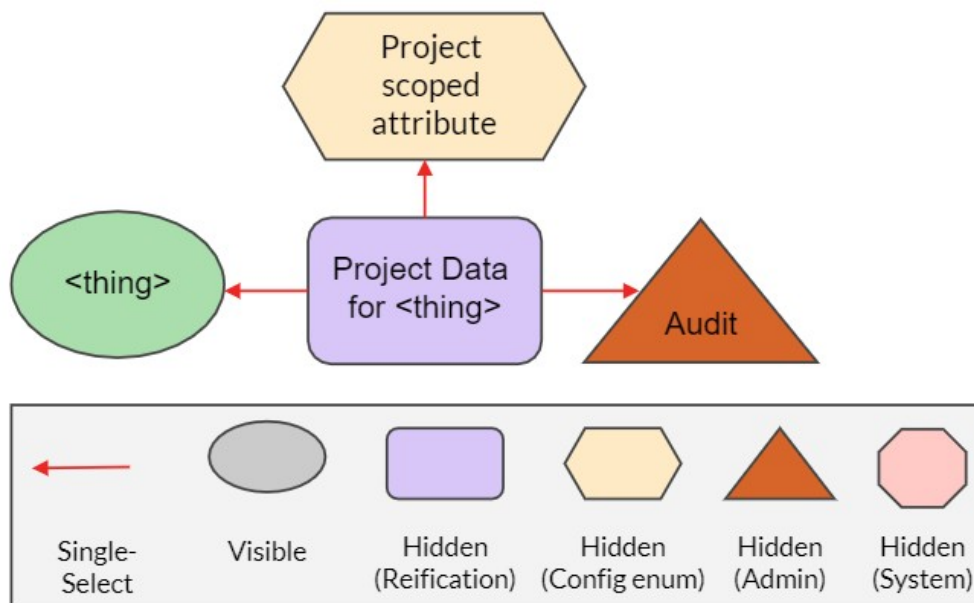 Project
scoped
attribute
<thing>
Project Data
for <thing>
Audit
Single-
Select
Visible
Hidden
(Reification)
Hidden
(Config enum)
Hidden
(Admin)
Hidden
(System)